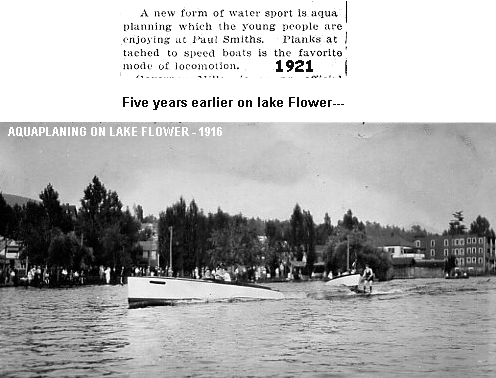 A new form of water sport is aqua
planning which the young people are
enjoying at Paul Smiths. Planks at
tached to speed boats is the favorite
mode of locomotion. 1921
Five years earlier on lake Flower---
AQUAPLANING ON LAKE FLOWER - 1916